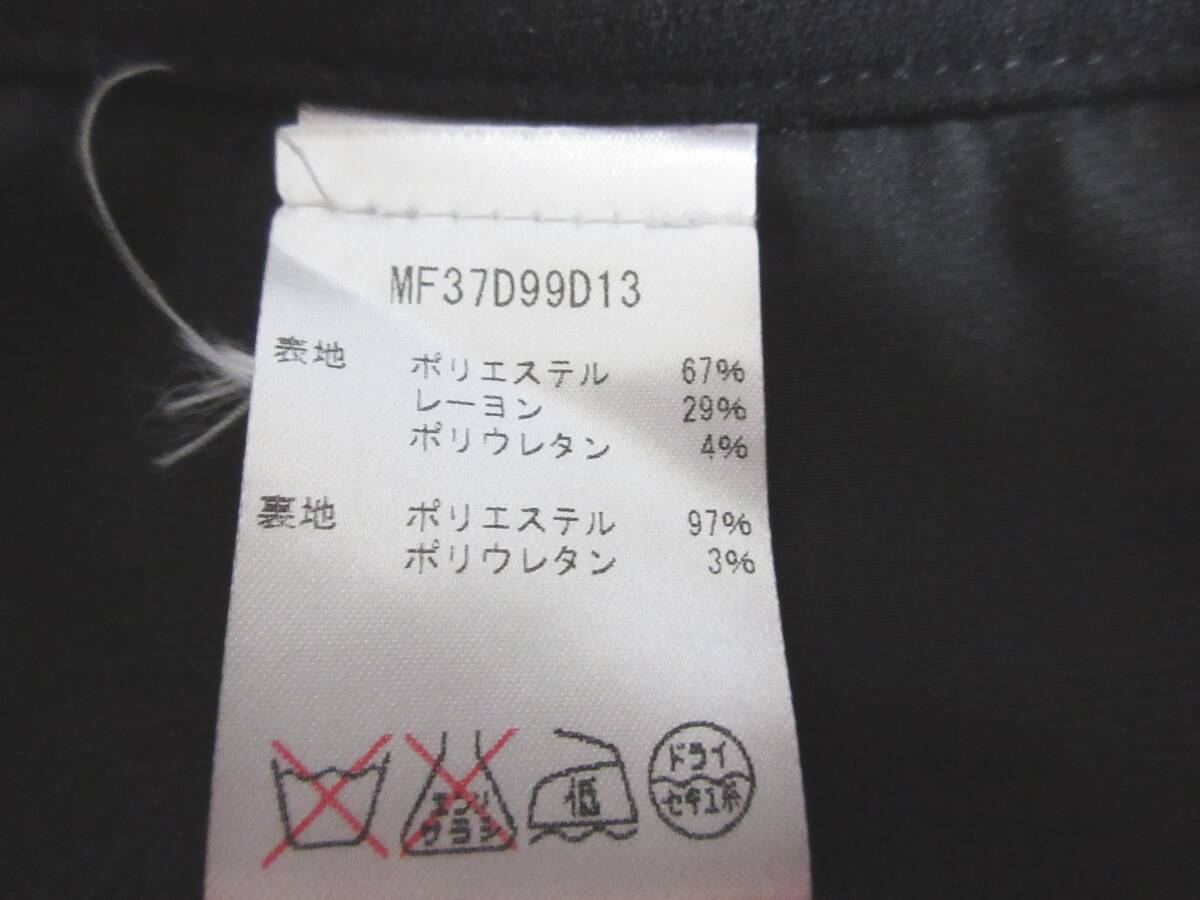 MF37D99D13
表地 ポリエステル 67%
レーヨン 29%
ポリウレタン 4%
裏地 ポリエステル 97%
ポリウレタン 3%
エンソ
サラシ
低
ドライ
セキユ系